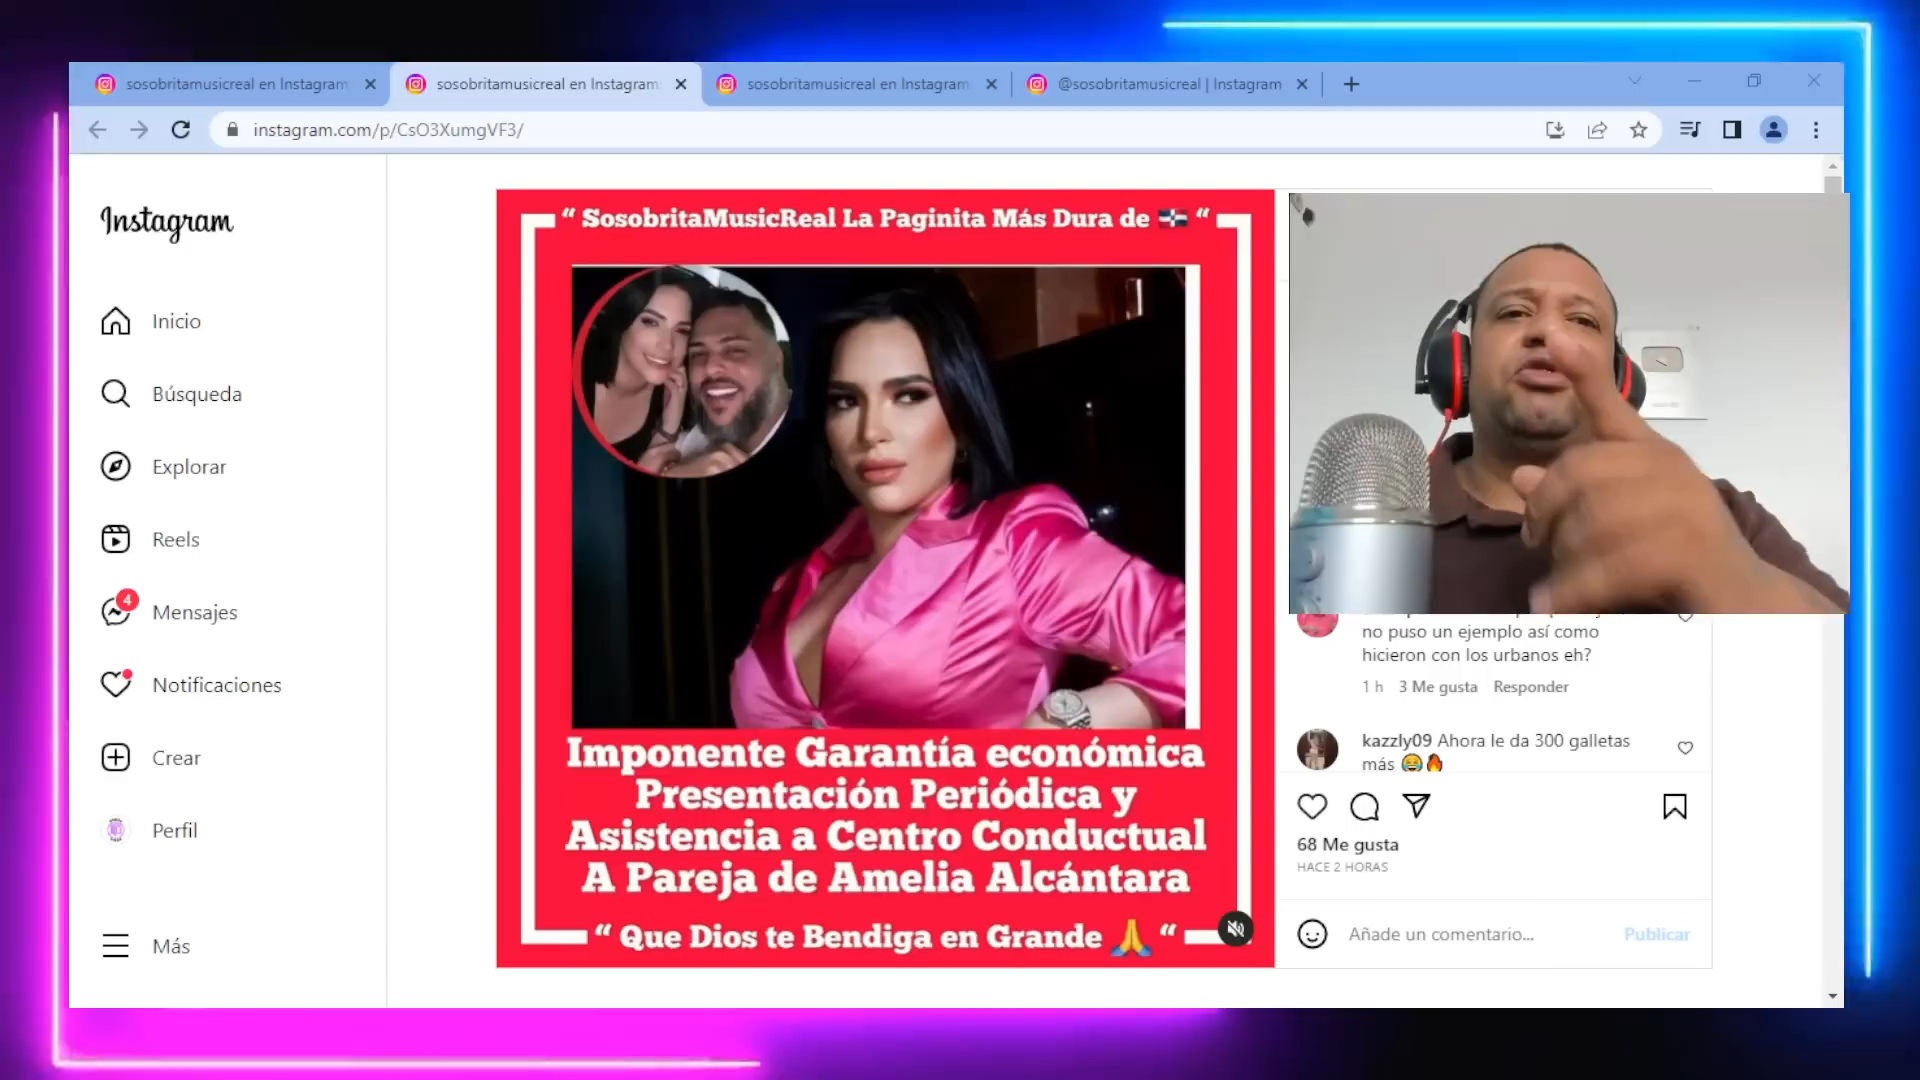 sosobritamusicreal en Instagram
sosobritamusicreal en Instagram
sosobritamusicreal en Instagram
@sosobritamusicreal | Instagram
instagram.com/p/CsO3XumgVF3/
Instagram
Inicio
Búsqueda
Explorar
Reels
4
Mensajes
Notificaciones
Crear
Perfil
Más
“ SosobritaMusicReal La Paginita Más Dura de 🇩🇴 “
Imponente Garantía económica
Presentación Periódica y
Asistencia a Centro Conductual
A Pareja de Amelia Alcántara
“ Que Dios te Bendiga en Grande 🙏 “
no puso un ejemplo así como
hicieron con los urbanos eh?
1 h 3 Me gusta Responder
kazzly09 Ahora le da 300 galletas
más 😂🔥
68 Me gusta
HACE 2 HORAS
Añade un comentario...
Publicar